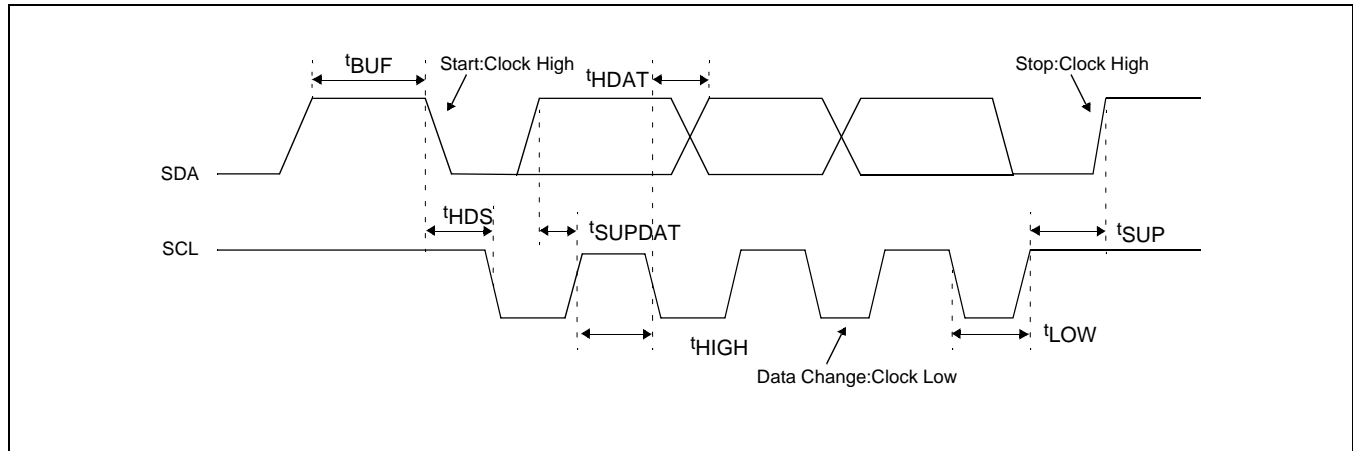 tBUF
Start:Clock High
tHDAT
Stop:Clock High
SDA
tHDS
tSUPDAT
SCL
tSUP
tHIGH
tLOW
Data Change:Clock Low